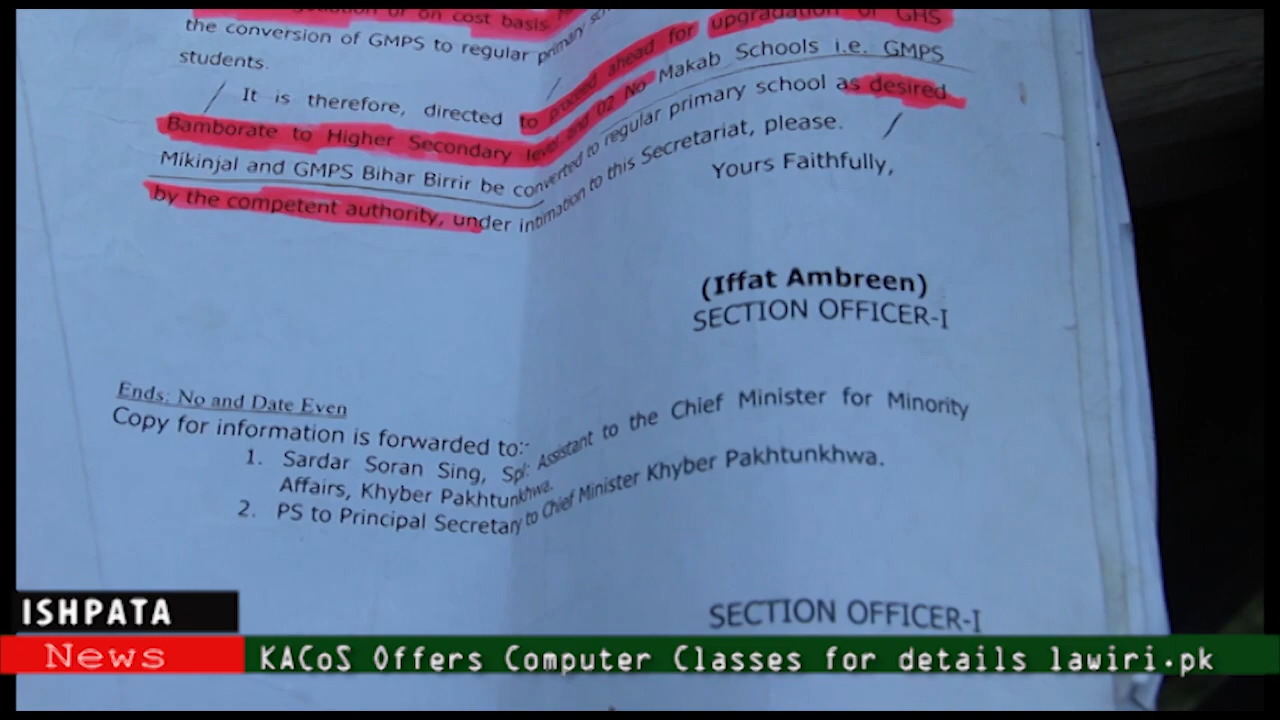 or on cost basis
the conversion of GMPS to regular primary
students.
It is therefore, directed to proceed ahead for upgradation of GHS
Bamborate to Higher Secondary level and 02 No Makab Schools i.e. GMPS
Mikinjal and GMPS Bihar Birrir be converted to regular primary school as desired
by the competent authority, under intimation to this Secretariat, please.
Yours Faithfully,
(Iffat Ambreen)
SECTION OFFICER-I
Ends: No and Date Even
Copy for information is forwarded to:-
1. Sardar Soran Sing, Spl: Assistant to the Chief Minister for Minority
Affairs, Khyber Pakhtunkhwa.
2. PS to Principal Secretary to Chief Minister Khyber Pakhtunkhwa.
SECTION OFFICER-I
ISHPATA
News
KACoS Offers Computer Classes for details lawiri.pk